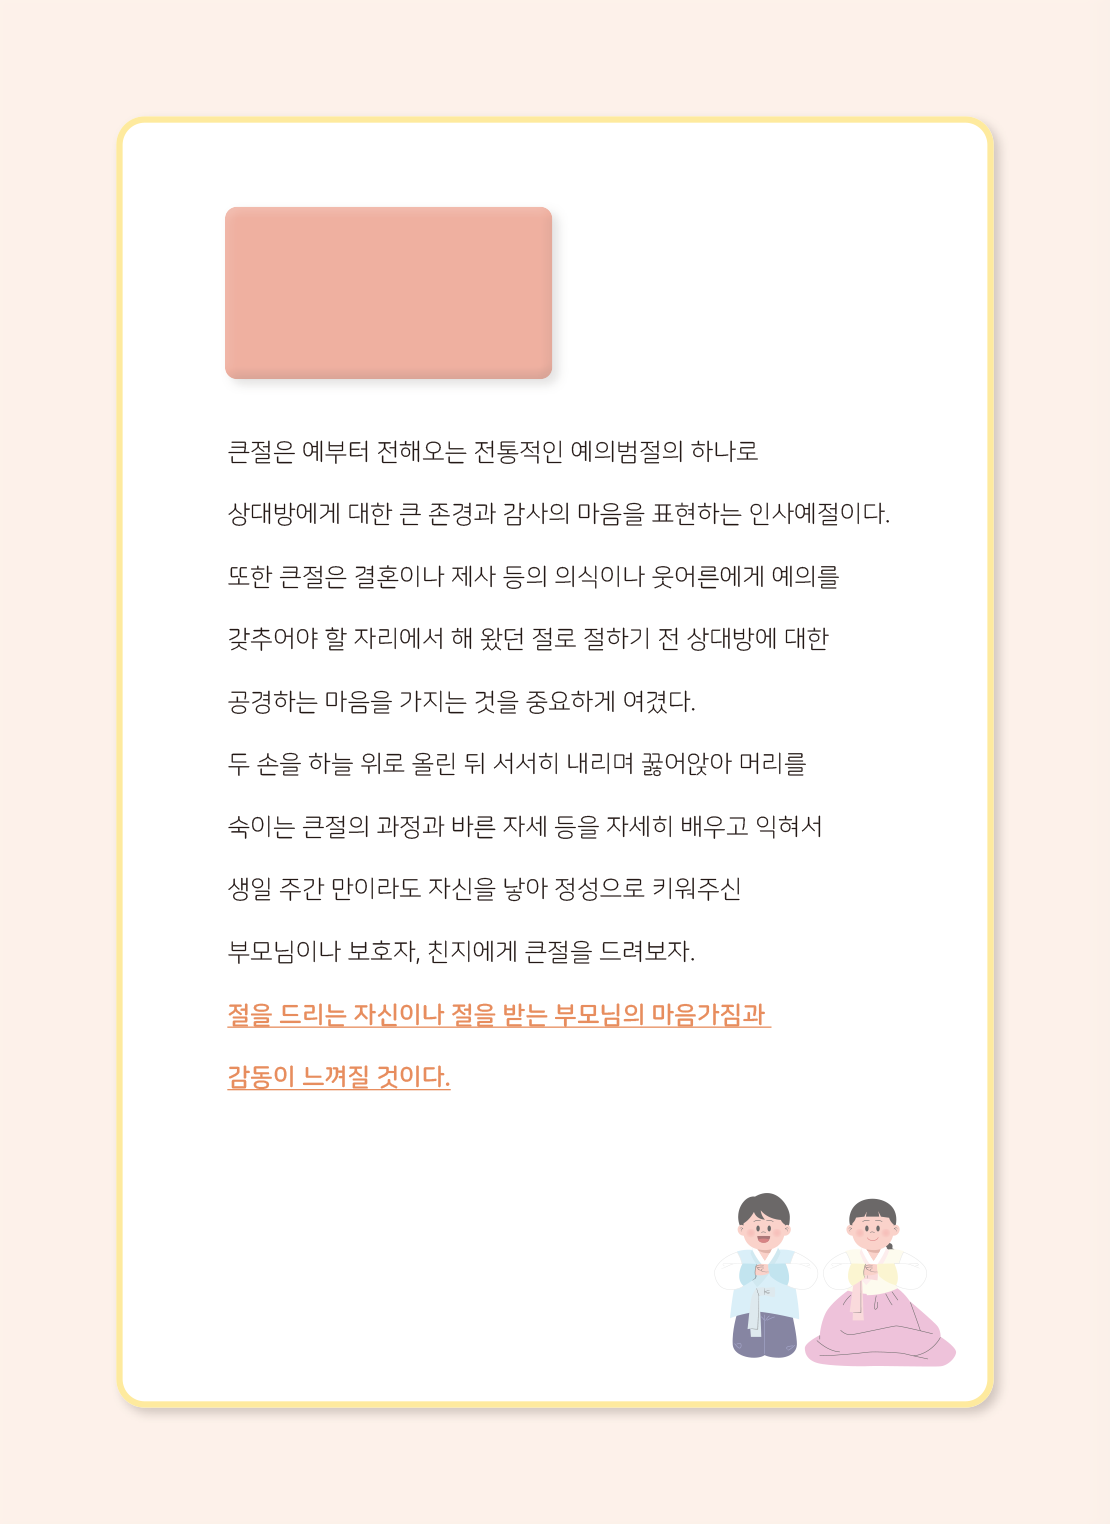 큰절은 예부터 전해오는 전통적인 예의범절의 하나로
상대방에게 대한 큰 존경과 감사의 마음을 표현하는 인사예절이다.
또한 큰절은 결혼이나 제사 등의 의식이나 웃어른에게 예의를
갖추어야 할 자리에서 해 왔던 절로 절하기 전 상대방에 대한
공경하는 마음을 가지는 것을 중요하게 여겼다.
두 손을 하늘 위로 올린 뒤 서서히 내리며 꿇어앉아 머리를
숙이는 큰절의 과정과 바른 자세 등을 자세히 배우고 익혀서
생일 주간 만이라도 자신을 낳아 정성으로 키워주신
부모님이나 보호자, 친지에게 큰절을 드려보자.
절을 드리는 자신이나 절을 받는 부모님의 마음가짐과
감동이 느껴질 것이다.